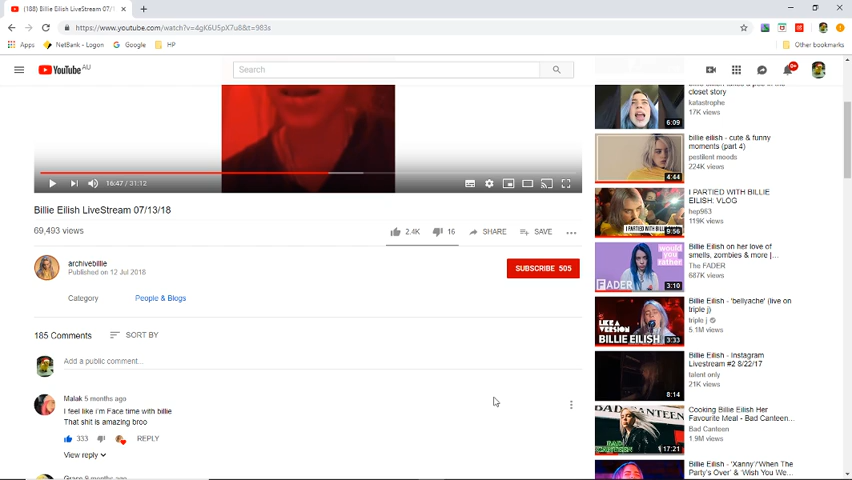 (188) Billie Eilish LiveStream 07/1
https://www.youtube.com/watch?v=4gK6U5pX7u8&t=983s
Apps
NetBank - Logon
Google
HP
Other bookmarks
YouTube AU
Search
9+
16:47 / 31:12
Billie Eilish LiveStream 07/13/18
69,493 views
2.4K
16
SHARE
SAVE
archivebillie
Published on 12 Jul 2018
SUBSCRIBE 505
Category
People & Blogs
185 Comments
SORT BY
Add a public comment...
Malak 5 months ago
I feel like i'm Face time with billie
That shit is amazing broo
333
REPLY
View reply
months ago
closet story
katastrophe
17K views
6:09
billie eilish - cute & funny
moments (part 4)
pestilent moods
224K views
4:44
I PARTIED WITH BILLIE
EILISH: VLOG
hep963
119K views
I PARTIED WITH BIL
9:56
Billie Eilish on her love of
smells, zombies & more |...
The FADER
687K views
would you rather
FADER
3:10
Billie Eilish - 'bellyache' (live on
triple j)
triple j
5.1M views
LIKE A
VERSION
BILLIE EILISH
3:33
Billie Eilish - Instagram
Livestream #2 8/22/17
talent only
21K views
8:14
Cooking Billie Eilish Her
Favourite Meal - Bad Canteen...
Bad Canteen
1.9M views
BAD CANTEEN
17:21
Billie Eilish - 'Xanny'/'When The
Party's Over' & 'Wish You We...